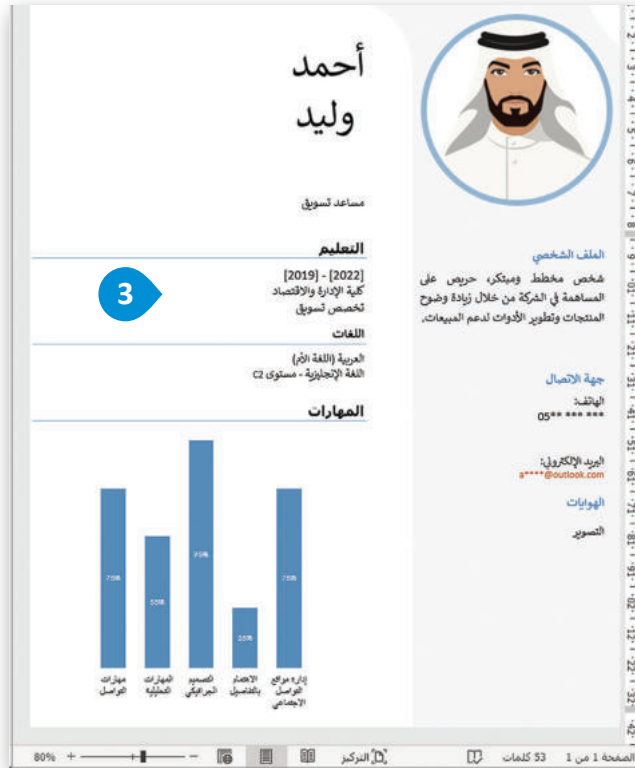 أحمد
وليد
مساعد تسويق
التعليم
[2022] - [2019]
كلية الإدارة والاقتصاد
تخصص تسويق
اللغات
العربية (اللغة الأم)
اللغة الإنجليزية - مستوى C2
المهارات
75%
55%
25%
75%
مهارات التواصل
المهارات التحليلية
التصميم الجرافيكي
الاهتمام بالتفاصيل
إدارة مواقع التواصل الاجتماعي
3
الملف الشخصي
شخص مخطط ومبتكر، حريص على
المساهمة في الشركة من خلال زيادة وضوح
المنتجات وتطوير الأدوات لدعم المبيعات.
جهة الاتصال
الهاتف:
05** *** ***
البريد الإلكتروني:
a****@outlook.com
الهوايات
التصوير
الصفحة 1 من 1
53 كلمات
التركيز
80%